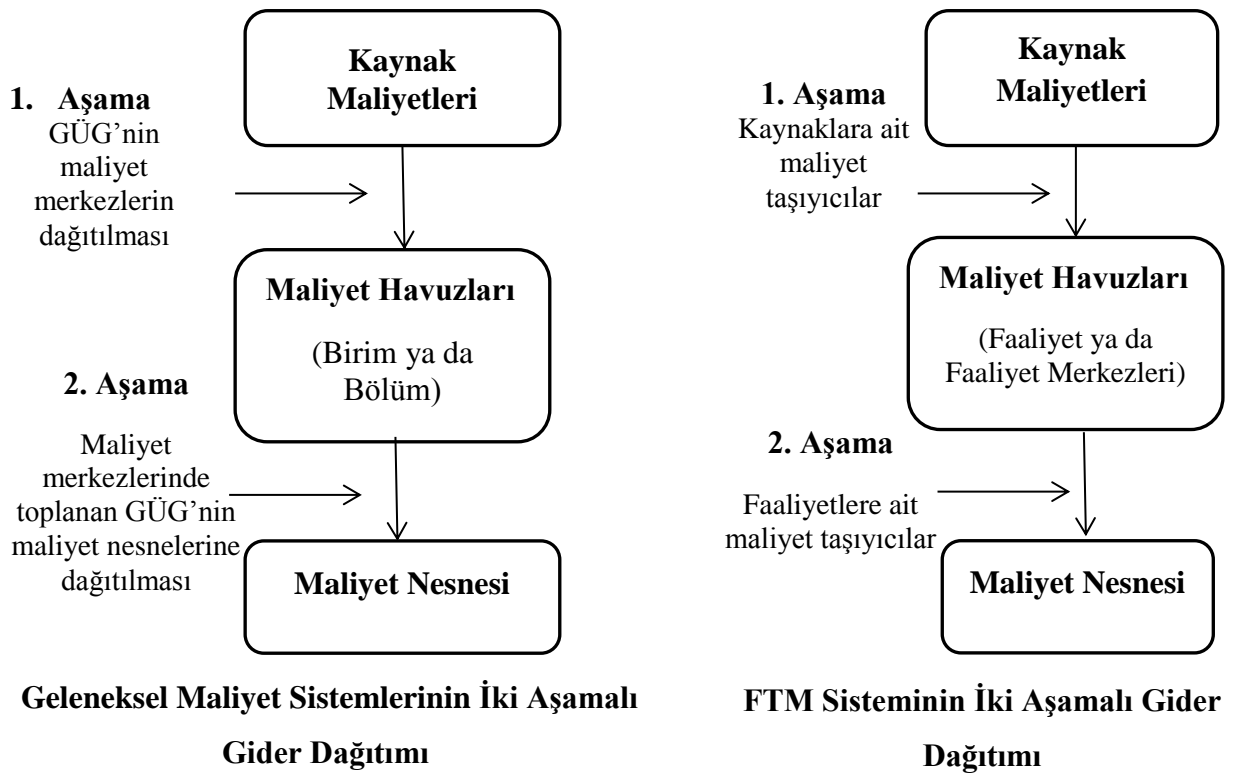 Kaynak
Maliyetleri
1. Aşama
GÜG’nin
maliyet
merkezlerin
dağıtılması
Maliyet Havuzları
(Birim ya da
Bölüm)
2. Aşama
Maliyet
merkezlerinde
toplanan GÜG’nin
maliyet nesnelerine
dağıtılması
Maliyet Nesnesi
Geleneksel Maliyet Sistemlerinin İki Aşamalı
Gider Dağıtımı
Kaynak
Maliyetleri
1. Aşama
Kaynaklara ait
maliyet
taşıyıcılar
Maliyet Havuzları
(Faaliyet ya da
Faaliyet Merkezleri)
2. Aşama
Faaliyetlere ait
maliyet taşıyıcılar
Maliyet Nesnesi
FTM Sisteminin İki Aşamalı Gider
Dağıtımı